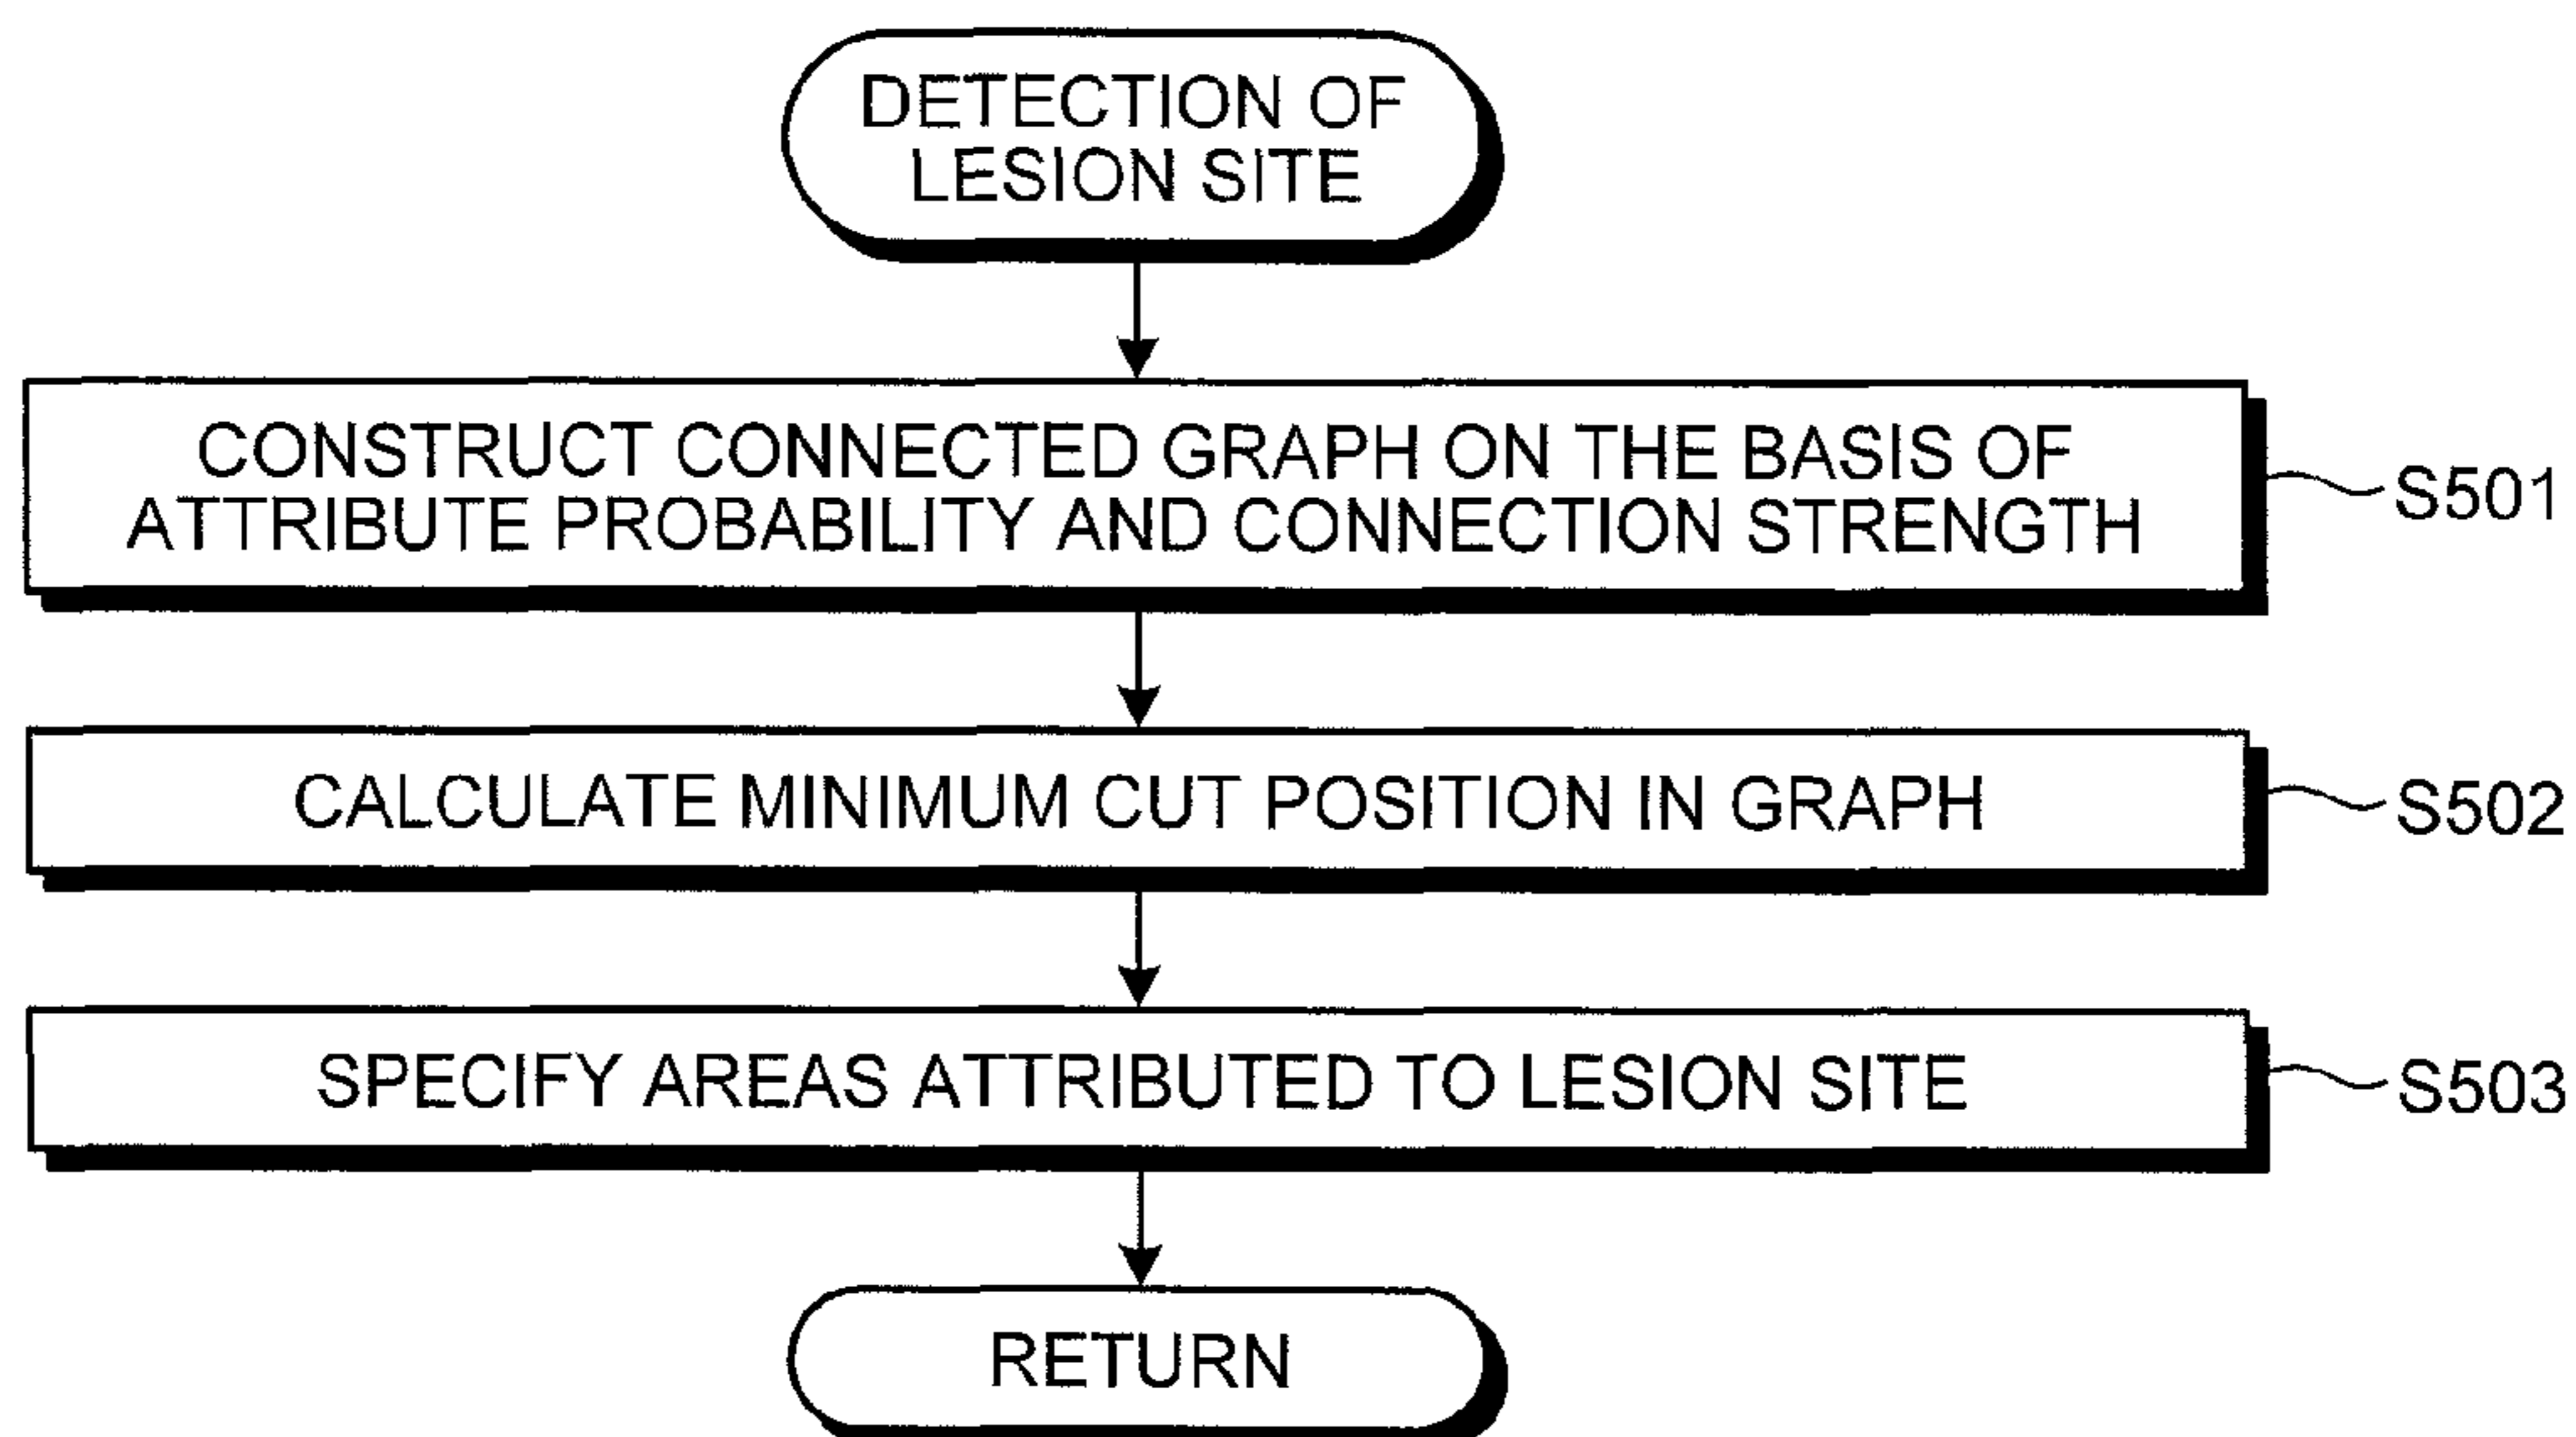 DETECTION OF
LESION SITE
CONSTRUCT CONNECTED GRAPH ON THE BASIS OF
ATTRIBUTE PROBABILITY AND CONNECTION STRENGTH
S501
CALCULATE MINIMUM CUT POSITION IN GRAPH
S502
SPECIFY AREAS ATTRIBUTED TO LESION SITE
S503
RETURN